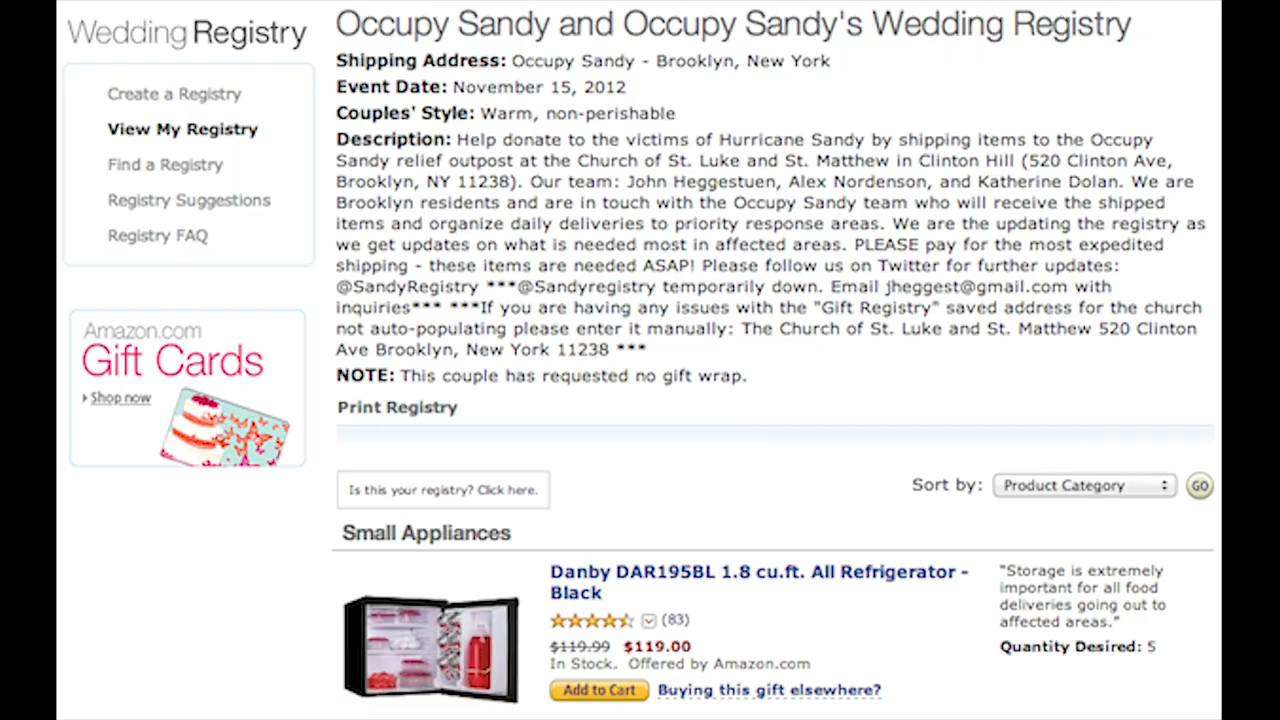 Wedding Registry
Create a Registry
View My Registry
Find a Registry
Registry Suggestions
Registry FAQ
Amazon.com
Gift Cards
Shop now
Occupy Sandy and Occupy Sandy's Wedding Registry
Shipping Address: Occupy Sandy - Brooklyn, New York
Event Date: November 15, 2012
Couples' Style: Warm, non-perishable
Description: Help donate to the victims of Hurricane Sandy by shipping items to the Occupy
Sandy relief outpost at the Church of St. Luke and St. Matthew in Clinton Hill (520 Clinton Ave,
Brooklyn, NY 11238). Our team: John Heggestuen, Alex Nordenson, and Katherine Dolan. We are
Brooklyn residents and are in touch with the Occupy Sandy team who will receive the shipped
items and organize daily deliveries to priority response areas. We are the updating the registry as
we get updates on what is needed most in affected areas. PLEASE pay for the most expedited
shipping - these items are needed ASAP! Please follow us on Twitter for further updates:
@SandyRegistry ***@Sandyregistry temporarily down. Email jheggest@gmail.com with
inquiries*** ***If you are having any issues with the "Gift Registry" saved address for the church
not auto-populating please enter it manually: The Church of St. Luke and St. Matthew 520 Clinton
Ave Brooklyn, New York 11238 ***
NOTE: This couple has requested no gift wrap.
Print Registry
Is this your registry? Click here.
Sort by: Product Category GO
Small Appliances
Danby DAR195BL 1.8 cu.ft. All Refrigerator -
Black
(83)
$119.99 $119.00
In Stock. Offered by Amazon.com
Add to Cart Buying this gift elsewhere?
“Storage is extremely
important for all food
deliveries going out to
affected areas.”
Quantity Desired: 5